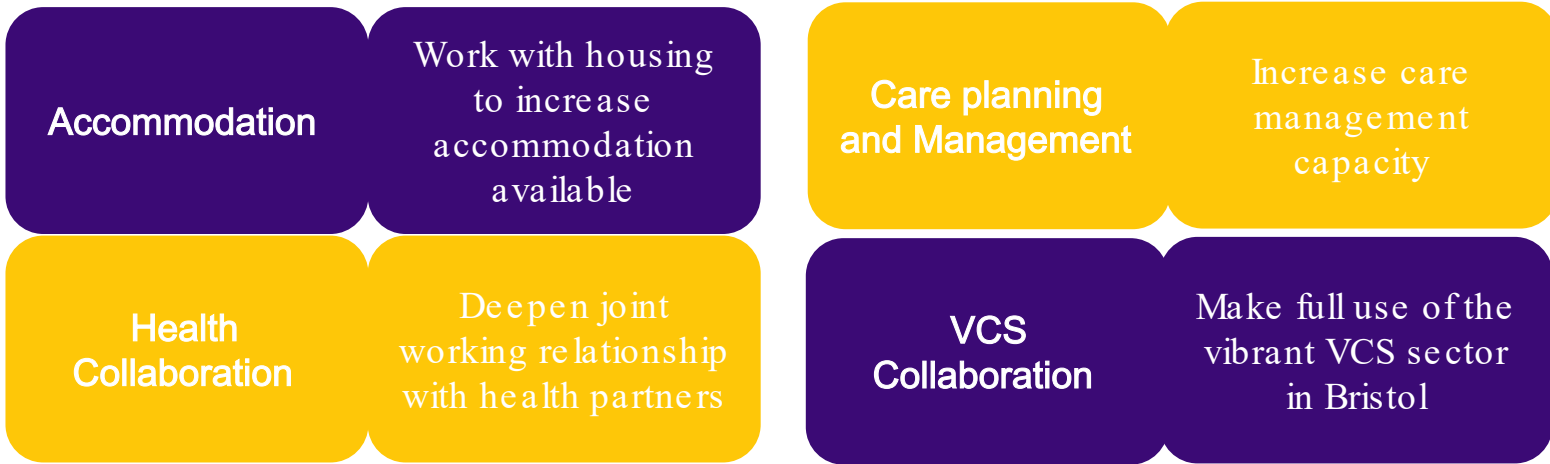 Accommodation
Work with housing
to increase
accommodation
available
Care planning
and Management
Increase care
management
capacity
Health
Collaboration
Deepen joint
working relationship
with health partners
VCS
Collaboration
Make full use of the
vibrant VCS sector
in Bristol